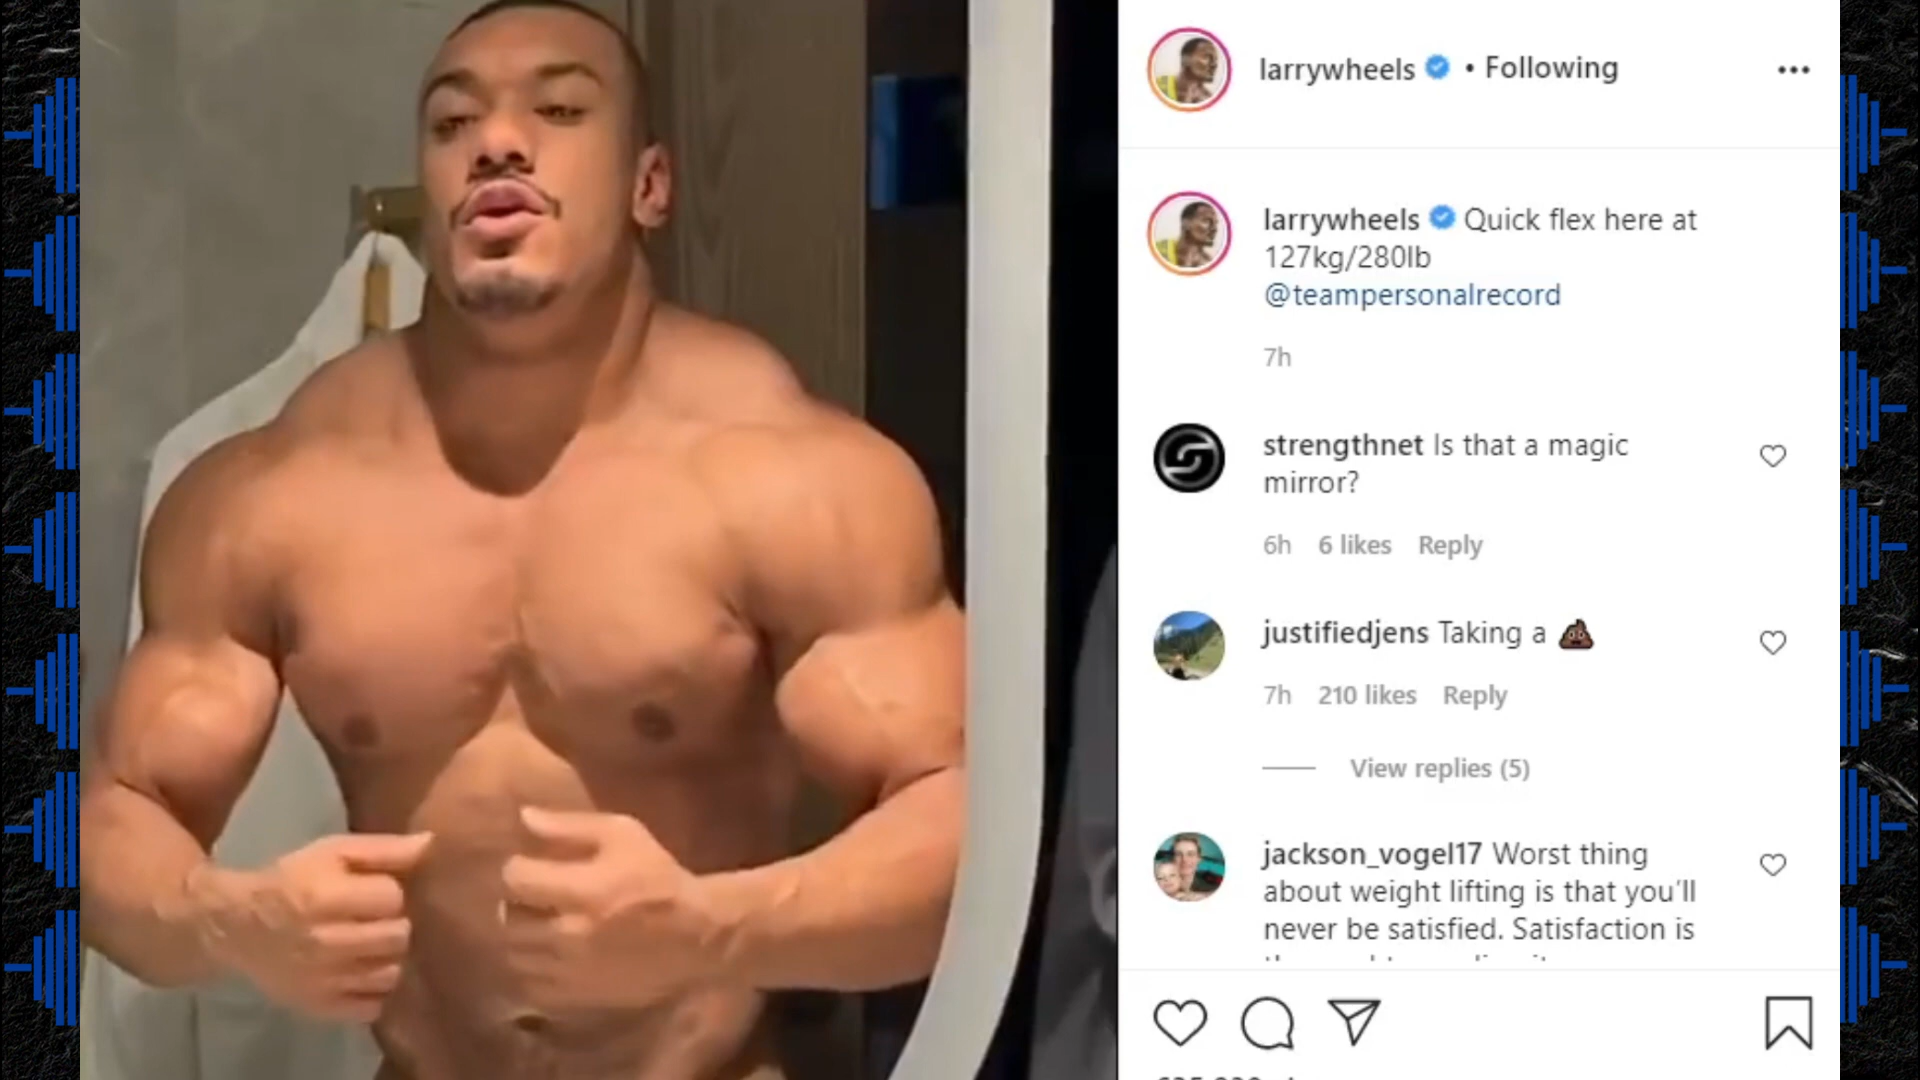 larrywheels • Following
larrywheels Quick flex here at
127kg/280lb
@teampersonalrecord
7h
strengthnet Is that a magic
mirror?
6h 6 likes Reply
justifiedjens Taking a 💩
7h 210 likes Reply
View replies (5)
jackson_vogel17 Worst thing
about weight lifting is that you'll
never be satisfied. Satisfaction is